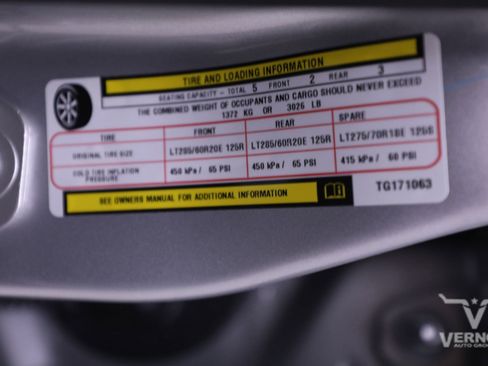 TIRE AND LOADING INFORMATION
SEATING CAPACITY - TOTAL 5 FRONT 2 REAR 3
THE COMBINED WEIGHT OF OCCUPANTS AND CARGO SHOULD NEVER EXCEED
1372 KG OR 3026 LB
TIRE FRONT REAR SPARE
ORIGINAL TIRE SIZE LT285/60R20E 125R LT285/60R20E 125R LT275/70R18E 125S
COLD TIRE INFLATION PRESSURE 450 kPa / 65 PSI 450 kPa / 65 PSI 415 kPa / 60 PSI
SEE OWNERS MANUAL FOR ADDITIONAL INFORMATION
TG171063
AUTO GRO